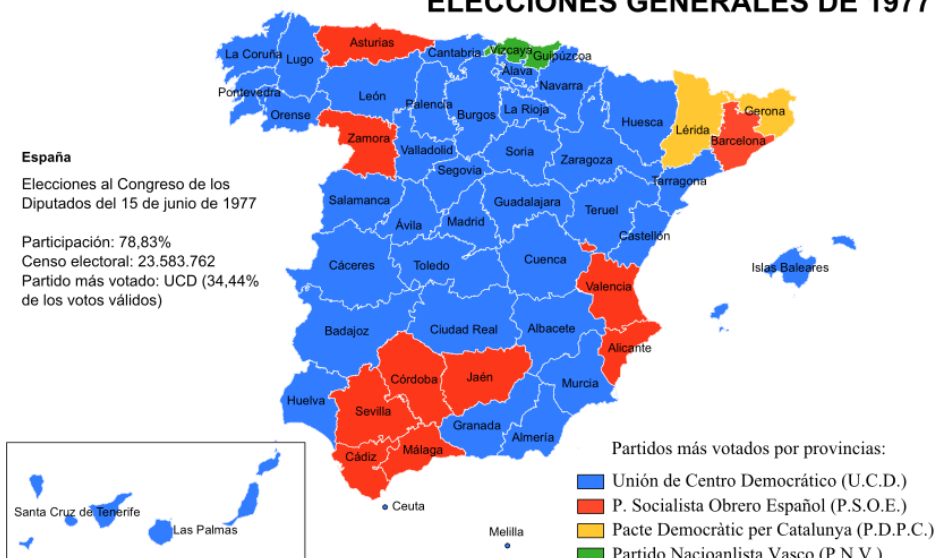 ELECCIONES GENERALES DE 1977
Asturias
La Coruña
Lugo
Cantabria
Vizcaya
Guipúzcoa
Álava
Navarra
Pontevedra
Orense
León
Palencia
Burgos
La Rioja
Huesca
Lérida
Gerona
Barcelona
Zamora
Valladolid
Soria
Zaragoza
Segovia
Tarragona
España
Elecciones al Congreso de los
Diputados del 15 de junio de 1977
Participación: 78,83%
Censo electoral: 23.583.762
Partido más votado: UCD (34,44%
de los votos válidos)
Salamanca
Ávila
Madrid
Guadalajara
Teruel
Castellón
Cáceres
Toledo
Cuenca
Valencia
Islas Baleares
Badajoz
Ciudad Real
Albacete
Alicante
Córdoba
Jaén
Murcia
Huelva
Sevilla
Granada
Almería
Cádiz
Málaga
Ceuta
Melilla
Santa Cruz de Tenerife
Las Palmas
Partidos más votados por provincias:
Unión de Centro Democrático (U.C.D.)
P. Socialista Obrero Español (P.S.O.E.)
Pacte Democràtic per Catalunya (P.D.P.C.)
Partido Nacioanlista Vasco (P.N.V.)